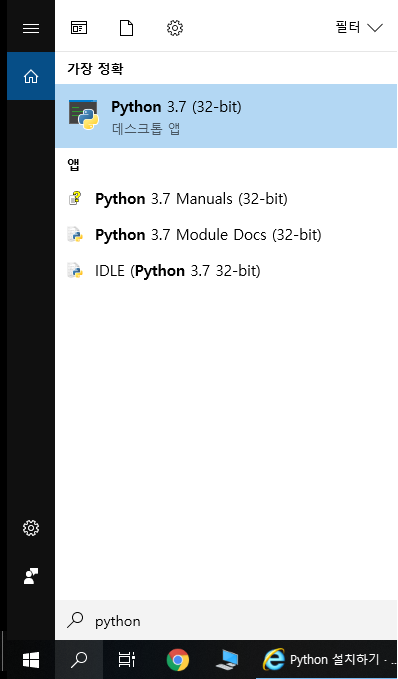 필터
가장 정확
Python 3.7 (32-bit)
데스크톱 앱
앱
Python 3.7 Manuals (32-bit)
Python 3.7 Module Docs (32-bit)
IDLE (Python 3.7 32-bit)
python
Python 설치하기 - ...